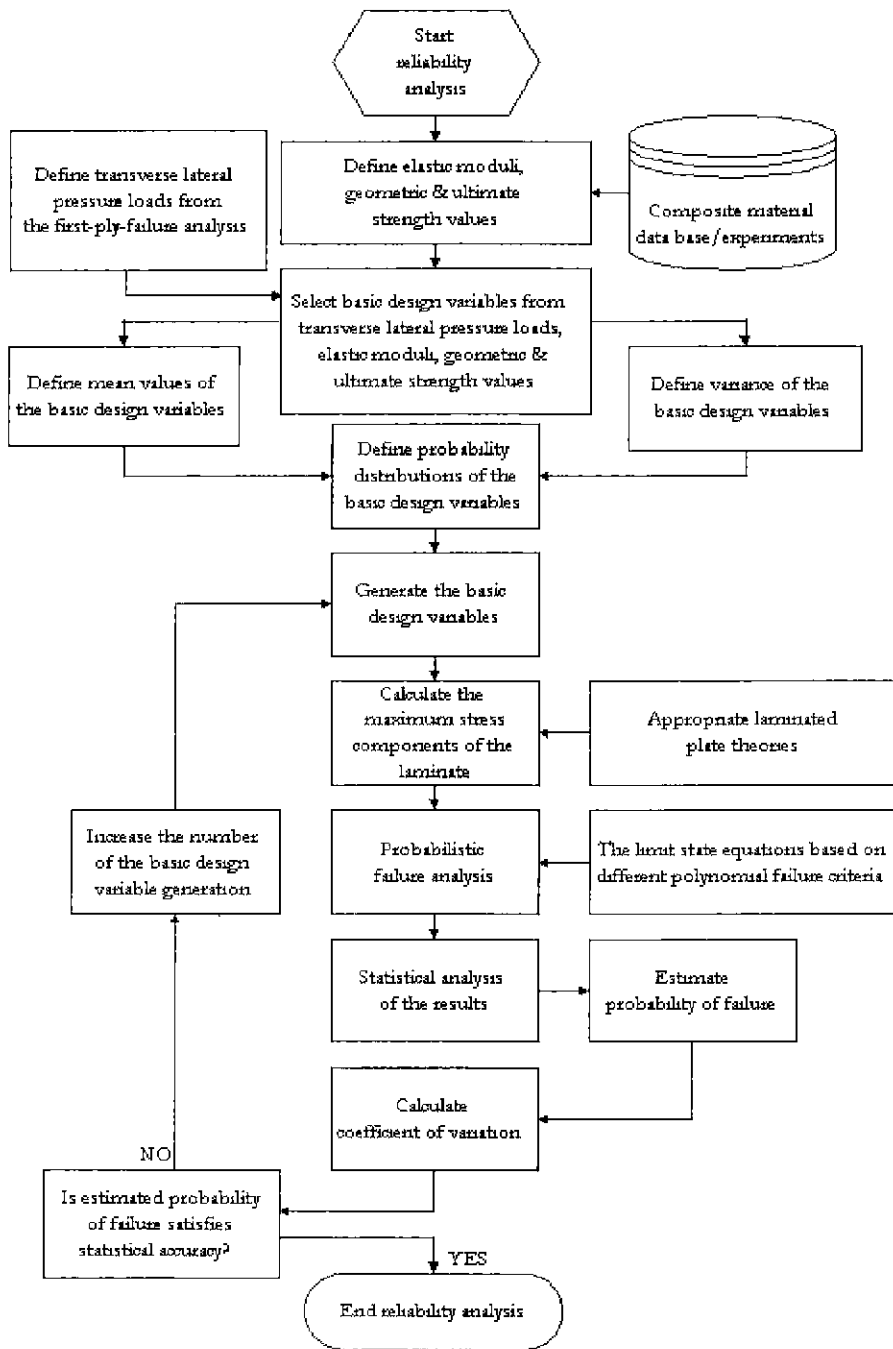 Start
reliability
analysis
Define transverse lateral
pressure loads from
the first-ply-failure analysis
Define elastic moduli,
geometric & ultimate
strength values
Composite material
data base/experiments
Select basic design variables from
transverse lateral pressure loads,
elastic moduli, geometric &
ultimate strength values
Define mean values of
the basic design variables
Define variance of the
basic design variables
Define probability
distributions of the
basic design variables
Generate the basic
design variables
Calculate the
maximum stress
components of the
laminate
Appropriate laminated
plate theories
Increase the number
of the basic design
variable generation
Probabilistic
failure analysis
The limit state equations based on
different polynomial failure criteria
Statistical analysis
of the results
Estimate
probability of failure
Calculate
coefficient of variation
NO
Is estimated probability
of failure satisfies
statistical accuracy?
YES
End reliability analysis